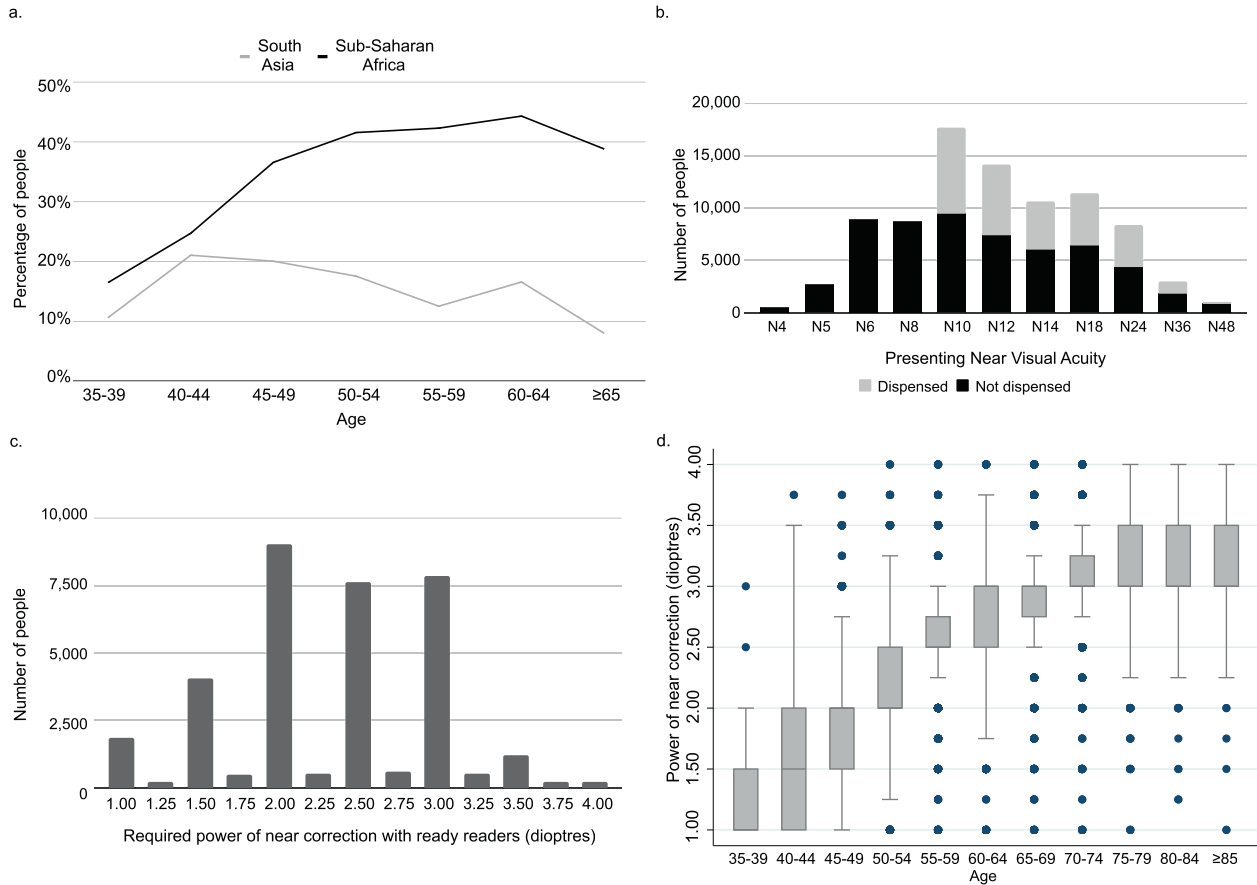 a.
South Asia
Sub-Saharan Africa
50%
40%
30%
20%
10%
0%
Percentage of people
35-39 40-44 45-49 50-54 55-59 60-64 ≥65
Age
b.
20,000
15,000
10,000
5,000
0
Number of people
N4 N5 N6 N8 N10 N12 N14 N18 N24 N36 N48
Presenting Near Visual Acuity
Dispensed Not dispensed
c.
10,000
7,500
5,000
2,500
0
Number of people
1.00 1.25 1.50 1.75 2.00 2.25 2.50 2.75 3.00 3.25 3.50 3.75 4.00
Required power of near correction with ready readers (dioptres)
d.
4.00
3.50
3.00
2.50
2.00
1.50
1.00
Power of near correction (dioptres)
35-39 40-44 45-49 50-54 55-59 60-64 65-69 70-74 75-79 80-84 ≥85
Age